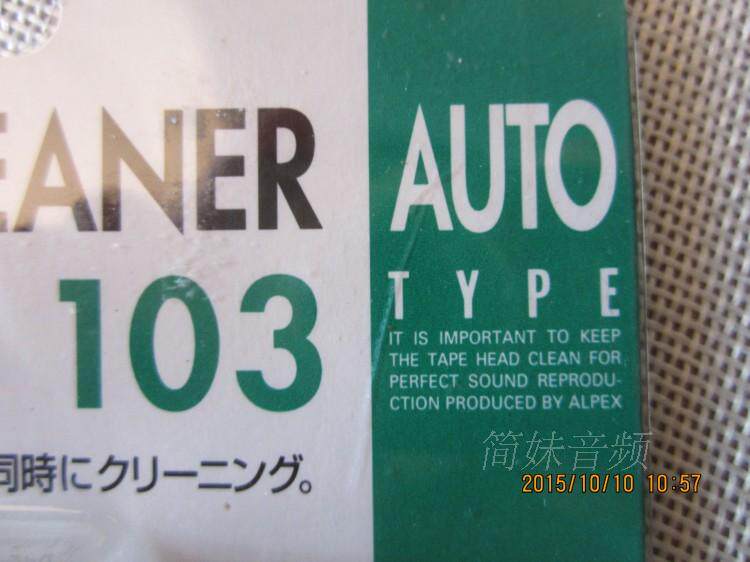 EANER
103
同時にクリーニング。
AUTO
TYPE
IT IS IMPORTANT TO KEEP
THE TAPE HEAD CLEAN FOR
PERFECT SOUND REPRODU-
CTION PRODUCED BY ALPEX
简妹音频
2015/10/10 10:57